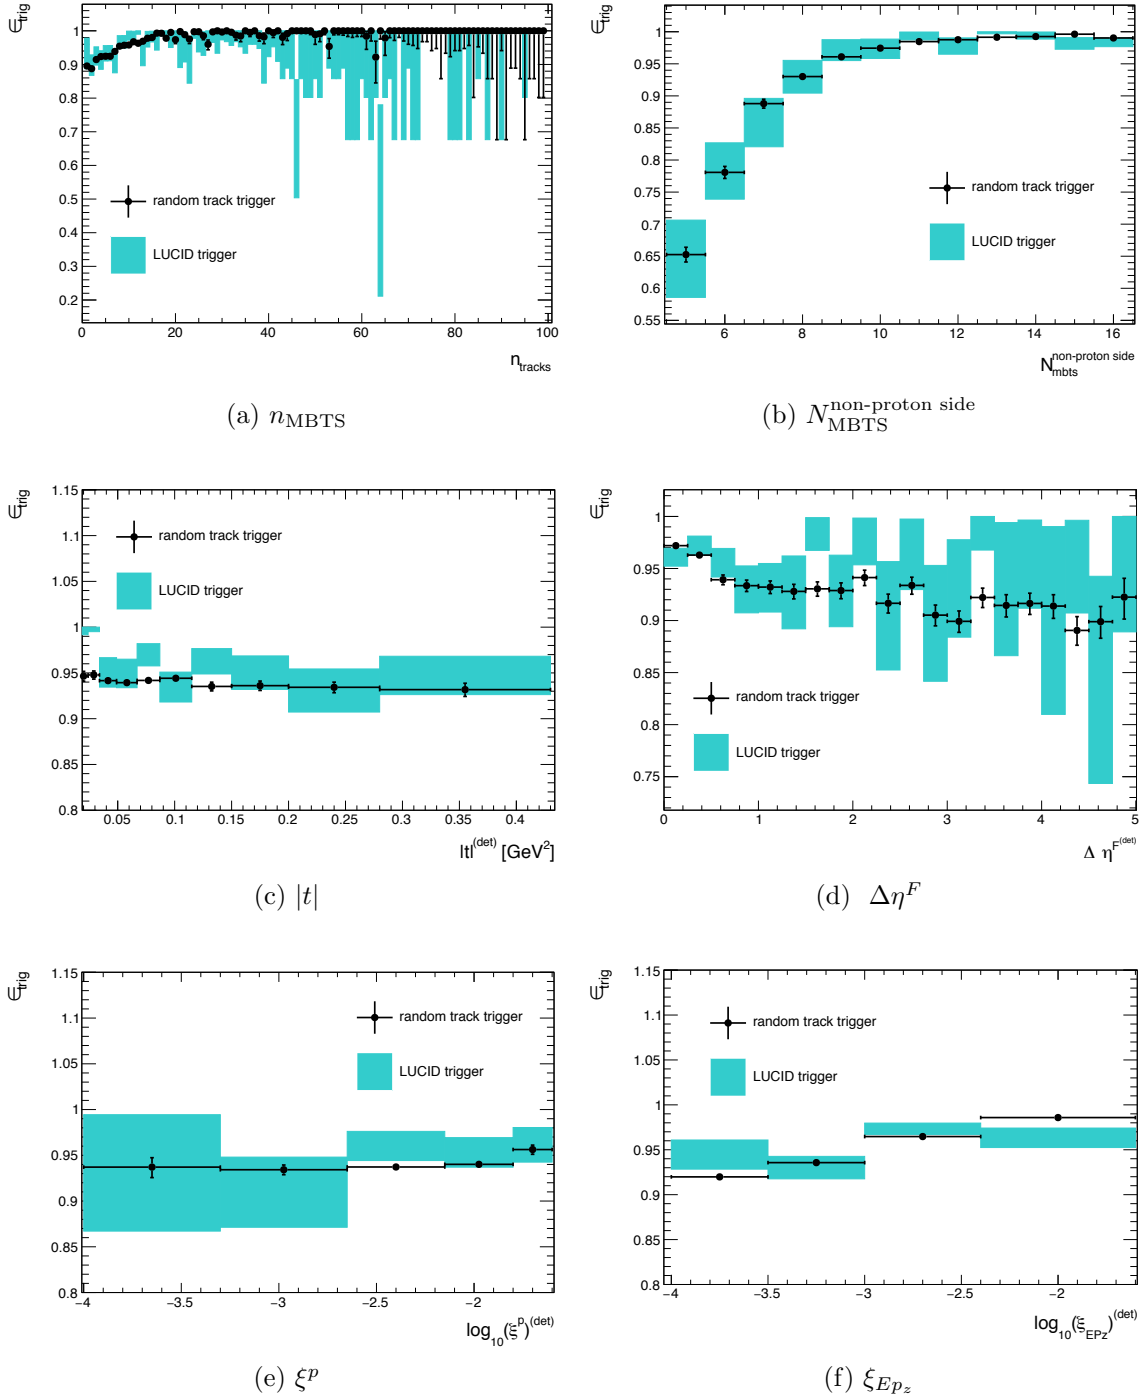 ∈trig
1
0.9
0.8
0.7
0.6
0.5
0.4
0.3
0.2
random track trigger
LUCID trigger
0 20 40 60 80 100
n_tracks
(a) n_MBTS
∈trig
1
0.95
0.9
0.85
0.8
0.75
0.7
0.65
0.6
0.55
random track trigger
LUCID trigger
6 8 10 12 14 16
N_mbts^non-proton side
(b) N_MBTS^non-proton side
∈trig
1.15
1.1
1.05
1
0.95
0.9
0.85
0.8
random track trigger
LUCID trigger
0.05 0.1 0.15 0.2 0.25 0.3 0.35 0.4
|t|^(det) [GeV²]
(c) |t|
∈trig
1
0.95
0.9
0.85
0.8
0.75
random track trigger
LUCID trigger
0 1 2 3 4 5
Δ η^F^(det)
(d) Δη^F
∈trig
1.15
1.1
1.05
1
0.95
0.9
0.85
0.8
random track trigger
LUCID trigger
−4 −3.5 −3 −2.5 −2
log_10(ξ^p)^(det)
(e) ξ^p
∈trig
1.15
1.1
1.05
1
0.95
0.9
0.85
0.8
random track trigger
LUCID trigger
−4 −3.5 −3 −2.5 −2
log_10(ξ_EPz)^(det)
(f) ξ_Ep_z